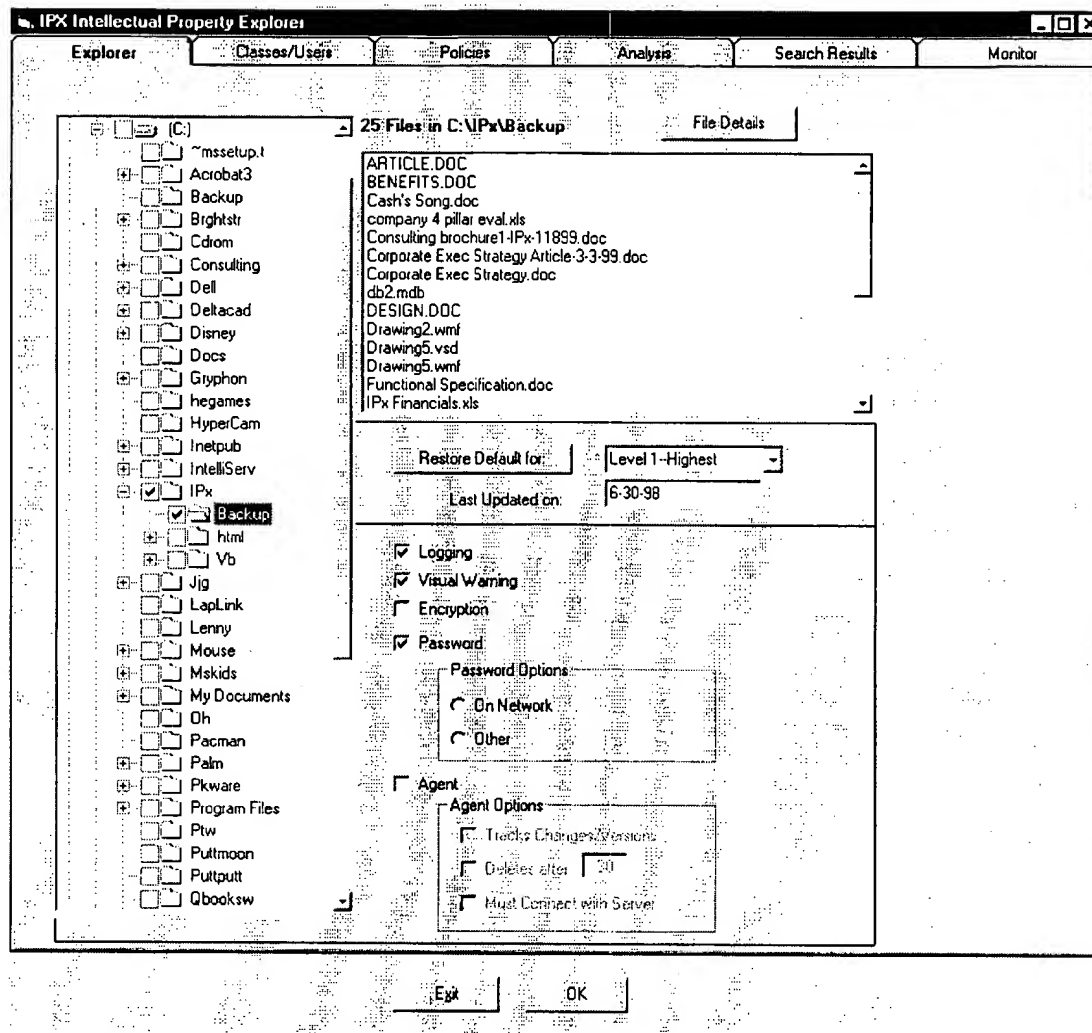 IPX Intellectual Property Explorer
Explorer
Classes/Users
Policies
Analysis
Search Results
Monitor
(C:)
~mssetup.t
Acrobat3
Backup
Brghtstr
Cdrom
Consulting
Dell
Deltacad
Disney
Docs
Gryphon
hegames
HyperCam
Inetpub
IntelliServ
IPx
Backup
html
Vb
Jjg
LapLink
Lenny
Mouse
Mskids
My Documents
Oh
Pacman
Palm
Pkware
Program Files
Ptw
Puttmoon
Puttputt
Qbooksw
25 Files in C:\IPx\Backup
File Details
ARTICLE.DOC
BENEFITS.DOC
Cash's Song.doc
company 4 pillar eval.xls
Consulting brochure1-IPx-11899.doc
Corporate Exec Strategy Article-3-3-99.doc
Corporate Exec Strategy.doc
db2.mdb
DESIGN.DOC
Drawing2.wmf
Drawing5.vsd
Drawing5.wmf
Functional Specification.doc
IPx Financials.xls
Restore Default for:
Level 1--Highest
Last Updated on:
6-30-98
Logging
Visual Warning
Encryption
Password
Password Options
On Network
Other
Agent
Agent Options
Tracks Changes/Versions
Deletes after 30
Must Connect with Server
Exit
OK